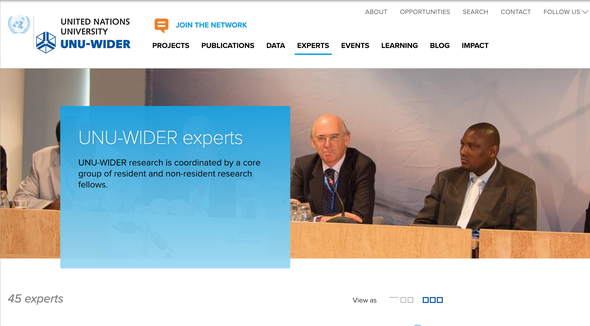 ABOUT OPPORTUNITIES SEARCH CONTACT FOLLOW US
UNITED NATIONS
UNIVERSITY
UNU-WIDER
JOIN THE NETWORK
PROJECTS PUBLICATIONS DATA EXPERTS EVENTS LEARNING BLOG IMPACT
UNU-WIDER experts
UNU-WIDER research is coordinated by a core
group of resident and non-resident research
fellows.
45 experts
View as